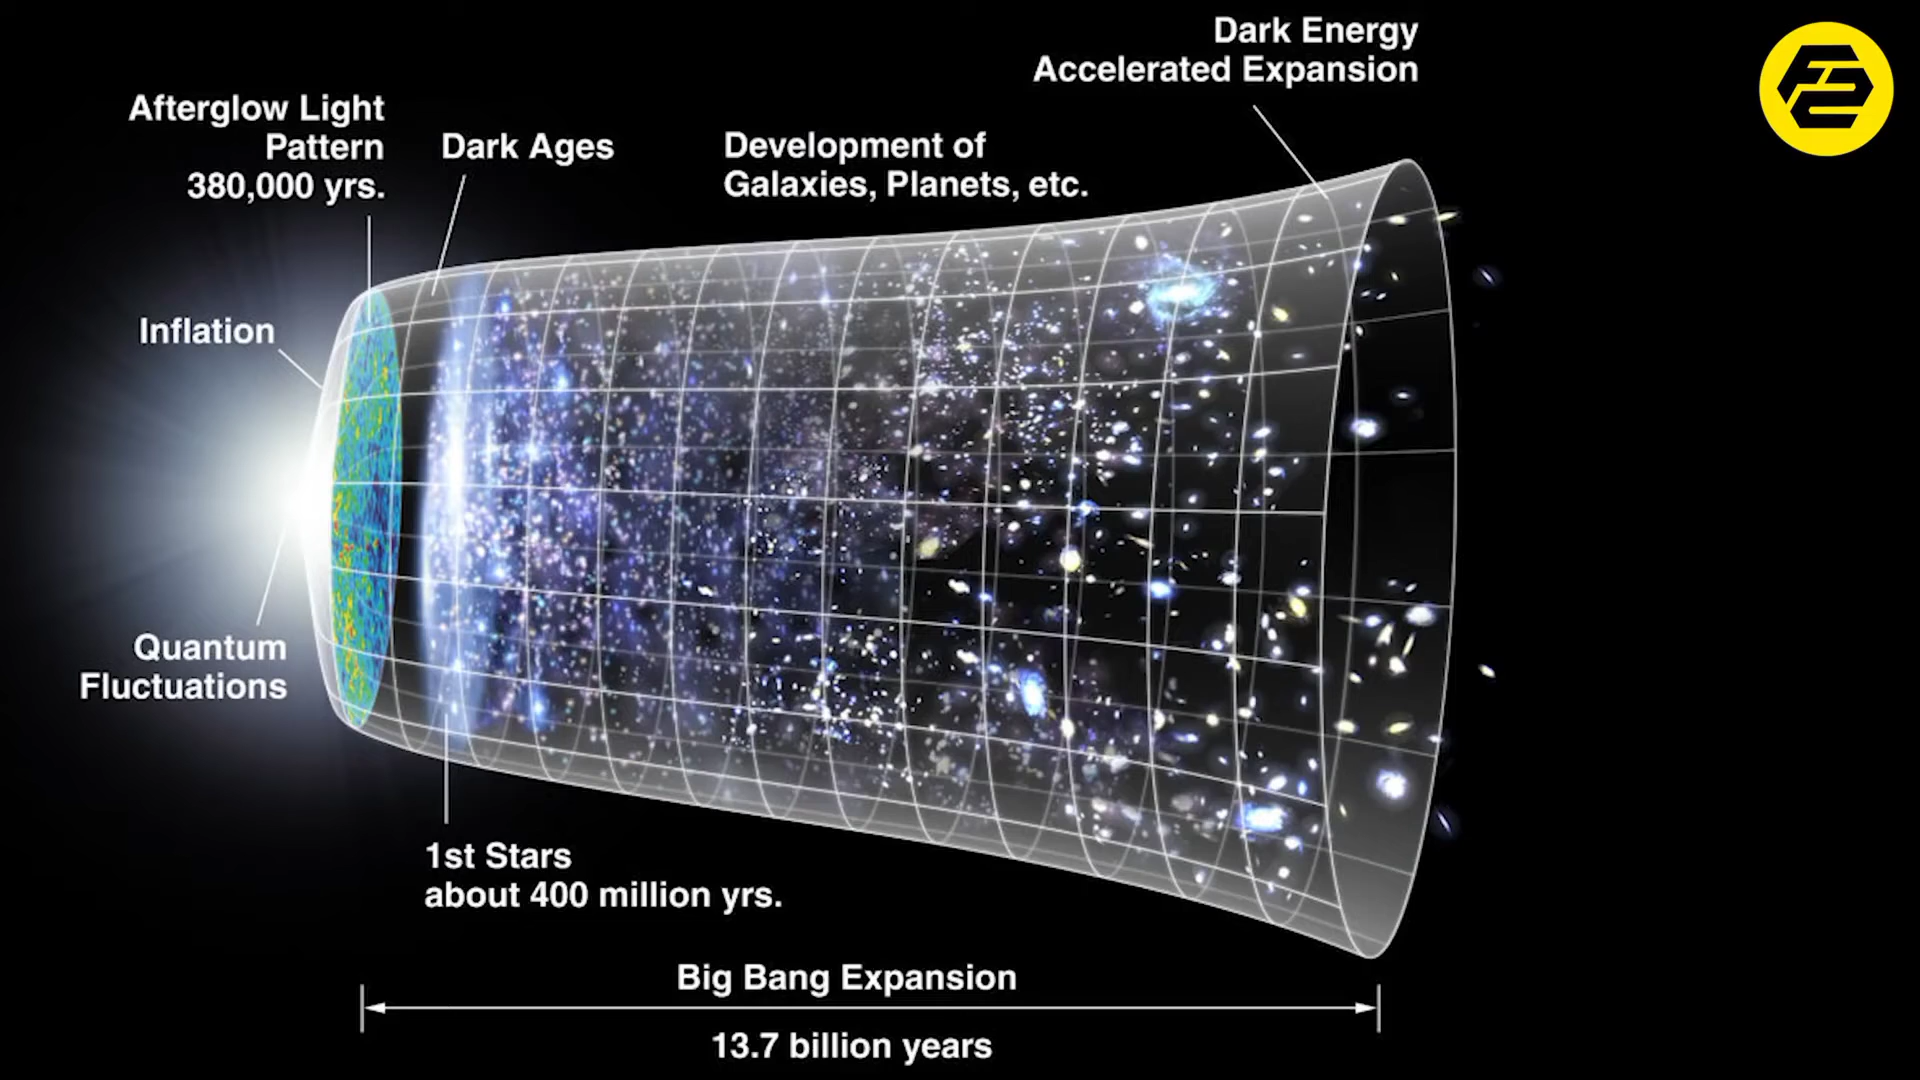 Dark Energy
Accelerated Expansion
Afterglow Light
Pattern
380,000 yrs.
Dark Ages
Development of
Galaxies, Planets, etc.
Inflation
Quantum
Fluctuations
1st Stars
about 400 million yrs.
Big Bang Expansion
13.7 billion years